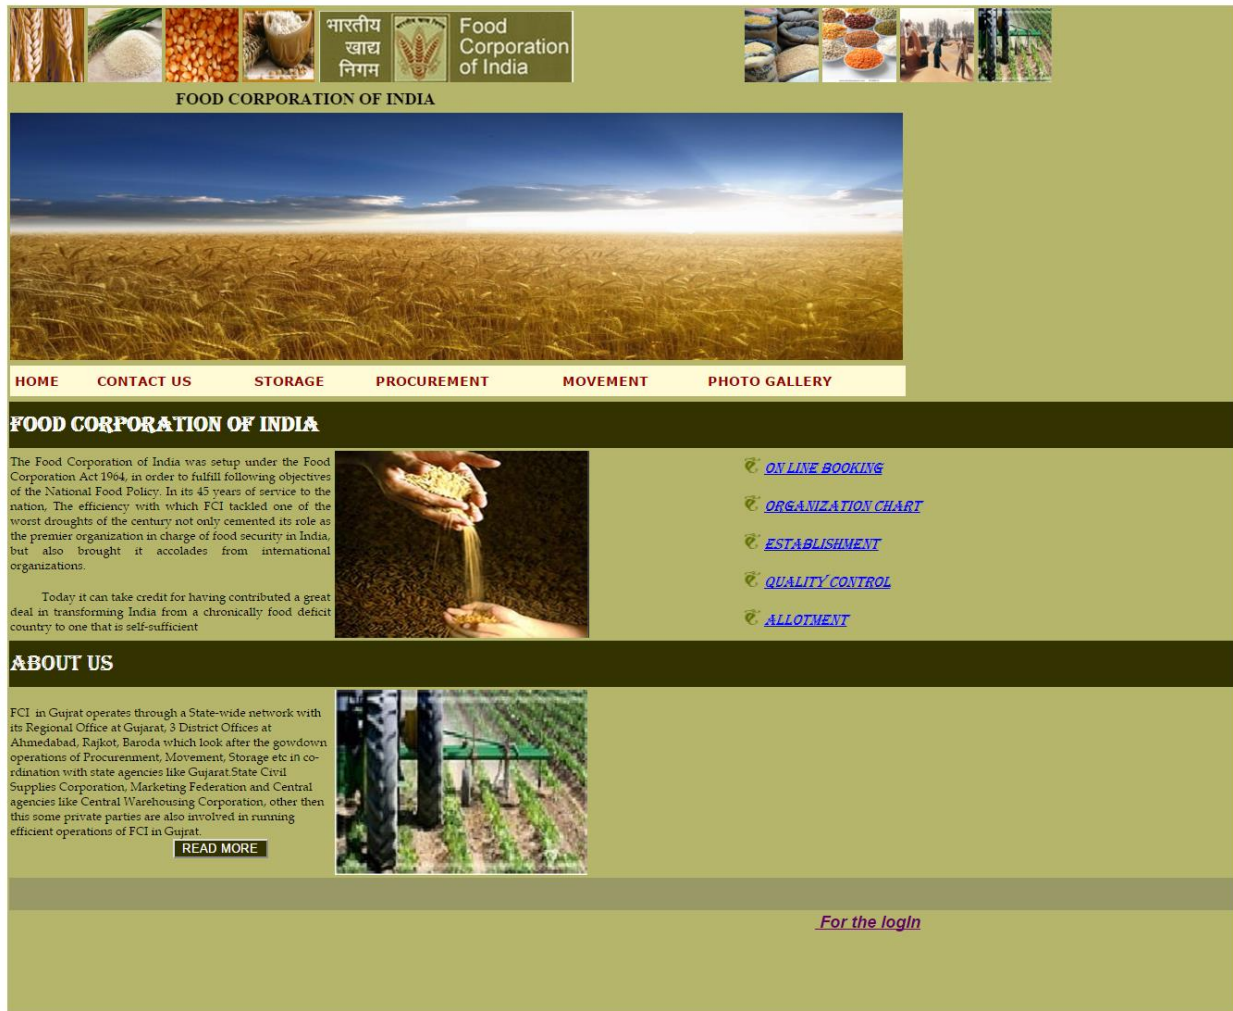 भारतीय
खाद्य
निगम
Food
Corporation
of India
FOOD CORPORATION OF INDIA
HOME CONTACT US STORAGE PROCUREMENT MOVEMENT PHOTO GALLERY
FOOD CORPORATION OF INDIA
The Food Corporation of India was setup under the Food
Corporation Act 1964, in order to fulfill following objectives
of the National Food Policy. In its 45 years of service to the
nation, The efficiency with which FCI tackled one of the
worst droughts of the century not only cemented its role as
the premier organization in charge of food security in India,
but also brought it accolades from international
organizations.
Today it can take credit for having contributed a great
deal in transforming India from a chronically food deficit
country to one that is self-sufficient
ON LINE BOOKING
ORGANIZATION CHART
ESTABLISHMENT
QUALITY CONTROL
ALLOTMENT
ABOUT US
FCI in Gujrat operates through a State-wide network with
its Regional Office at Gujarat, 3 District Offices at
Ahmedabad, Rajkot, Baroda which look after the gowdown
operations of Procurenment, Movement, Storage etc in co-
rdination with state agencies like Gujarat.State Civil
Supplies Corporation, Marketing Federation and Central
agencies like Central Warehousing Corporation, other then
this some private parties are also involved in running
efficient operations of FCI in Gujrat.
READ MORE
For the logIn